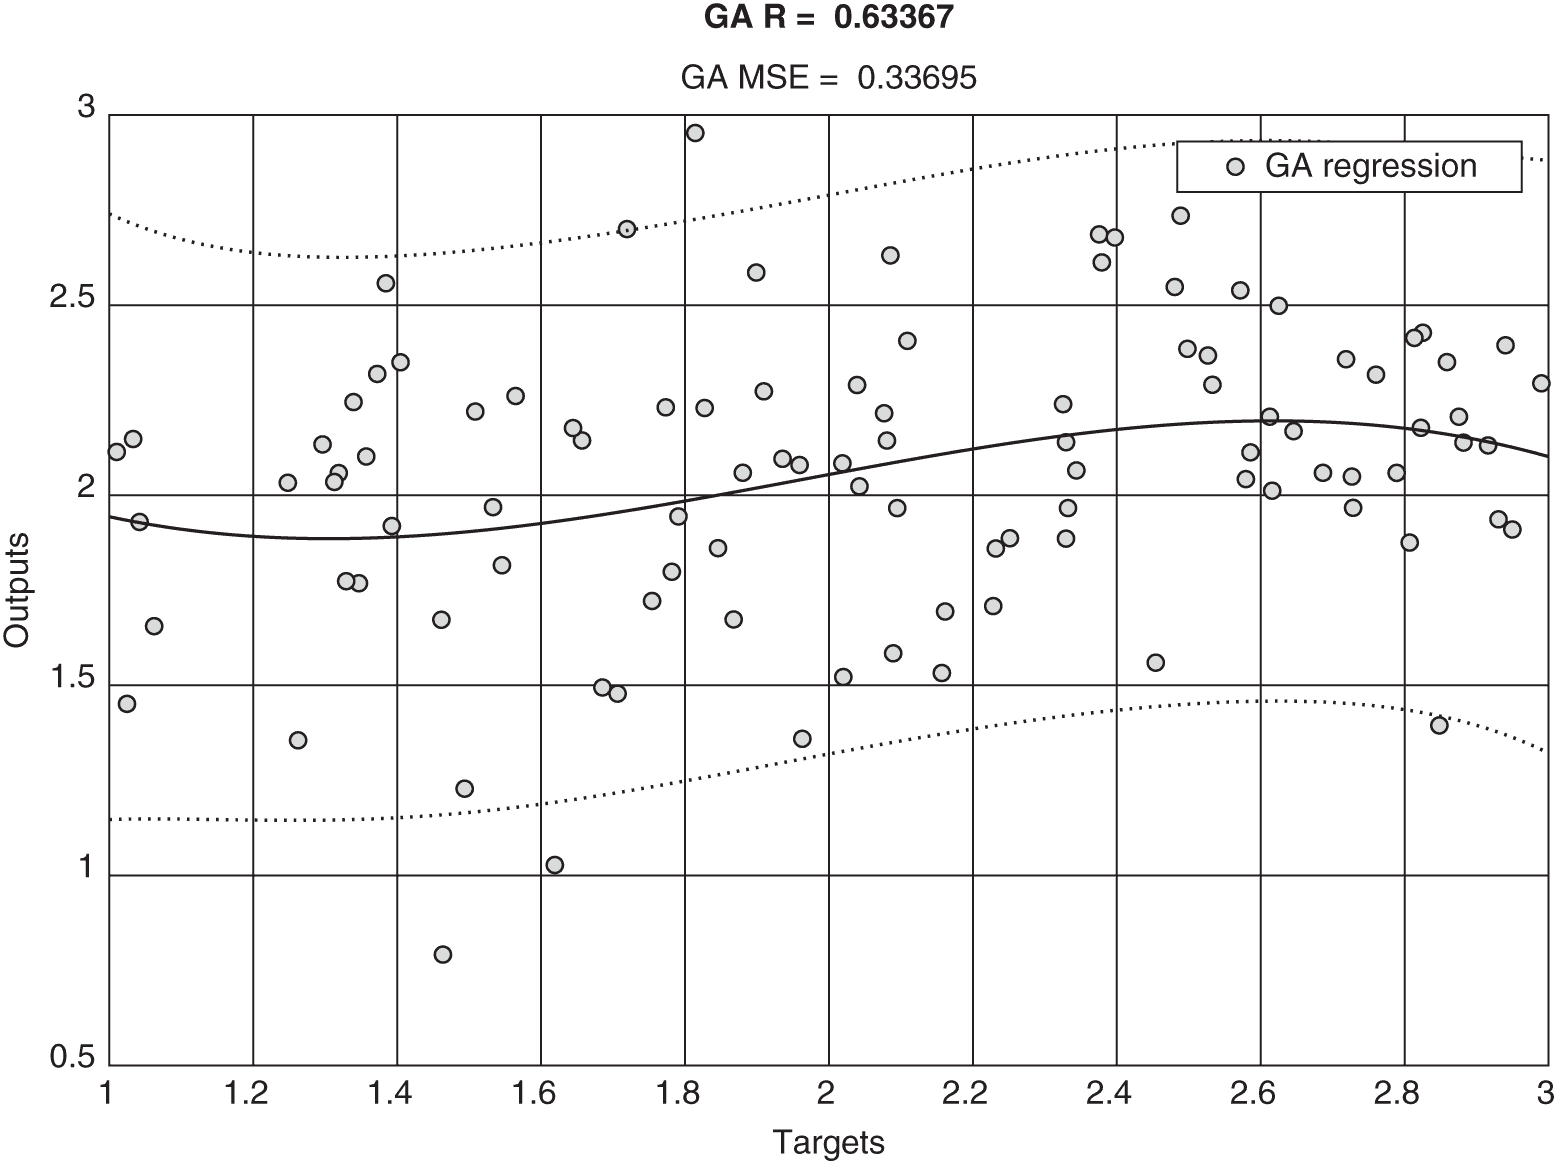 GA R = 0.63367
GA MSE = 0.33695
GA regression
3
2.5
2
1.5
1
0.5
Outputs
1 1.2 1.4 1.6 1.8 2 2.2 2.4 2.6 2.8 3
Targets